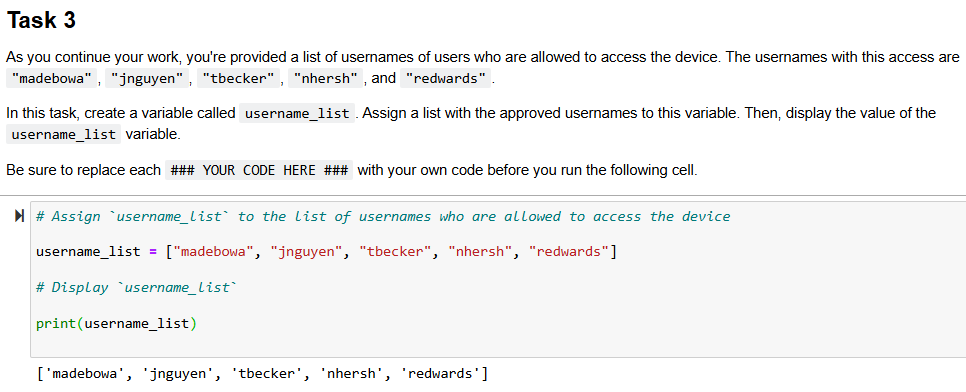 Task 3
As you continue your work, you're provided a list of usernames of users who are allowed to access the device. The usernames with this access are
"madebowa" , "jnguyen" , "tbecker" , "nhersh" , and "redwards" .
In this task, create a variable called username_list . Assign a list with the approved usernames to this variable. Then, display the value of the
username_list variable.
Be sure to replace each ### YOUR CODE HERE ### with your own code before you run the following cell.
# Assign `username_list` to the list of usernames who are allowed to access the device
username_list = ["madebowa", "jnguyen", "tbecker", "nhersh", "redwards"]
# Display `username_list`
print(username_list)
['madebowa', 'jnguyen', 'tbecker', 'nhersh', 'redwards']